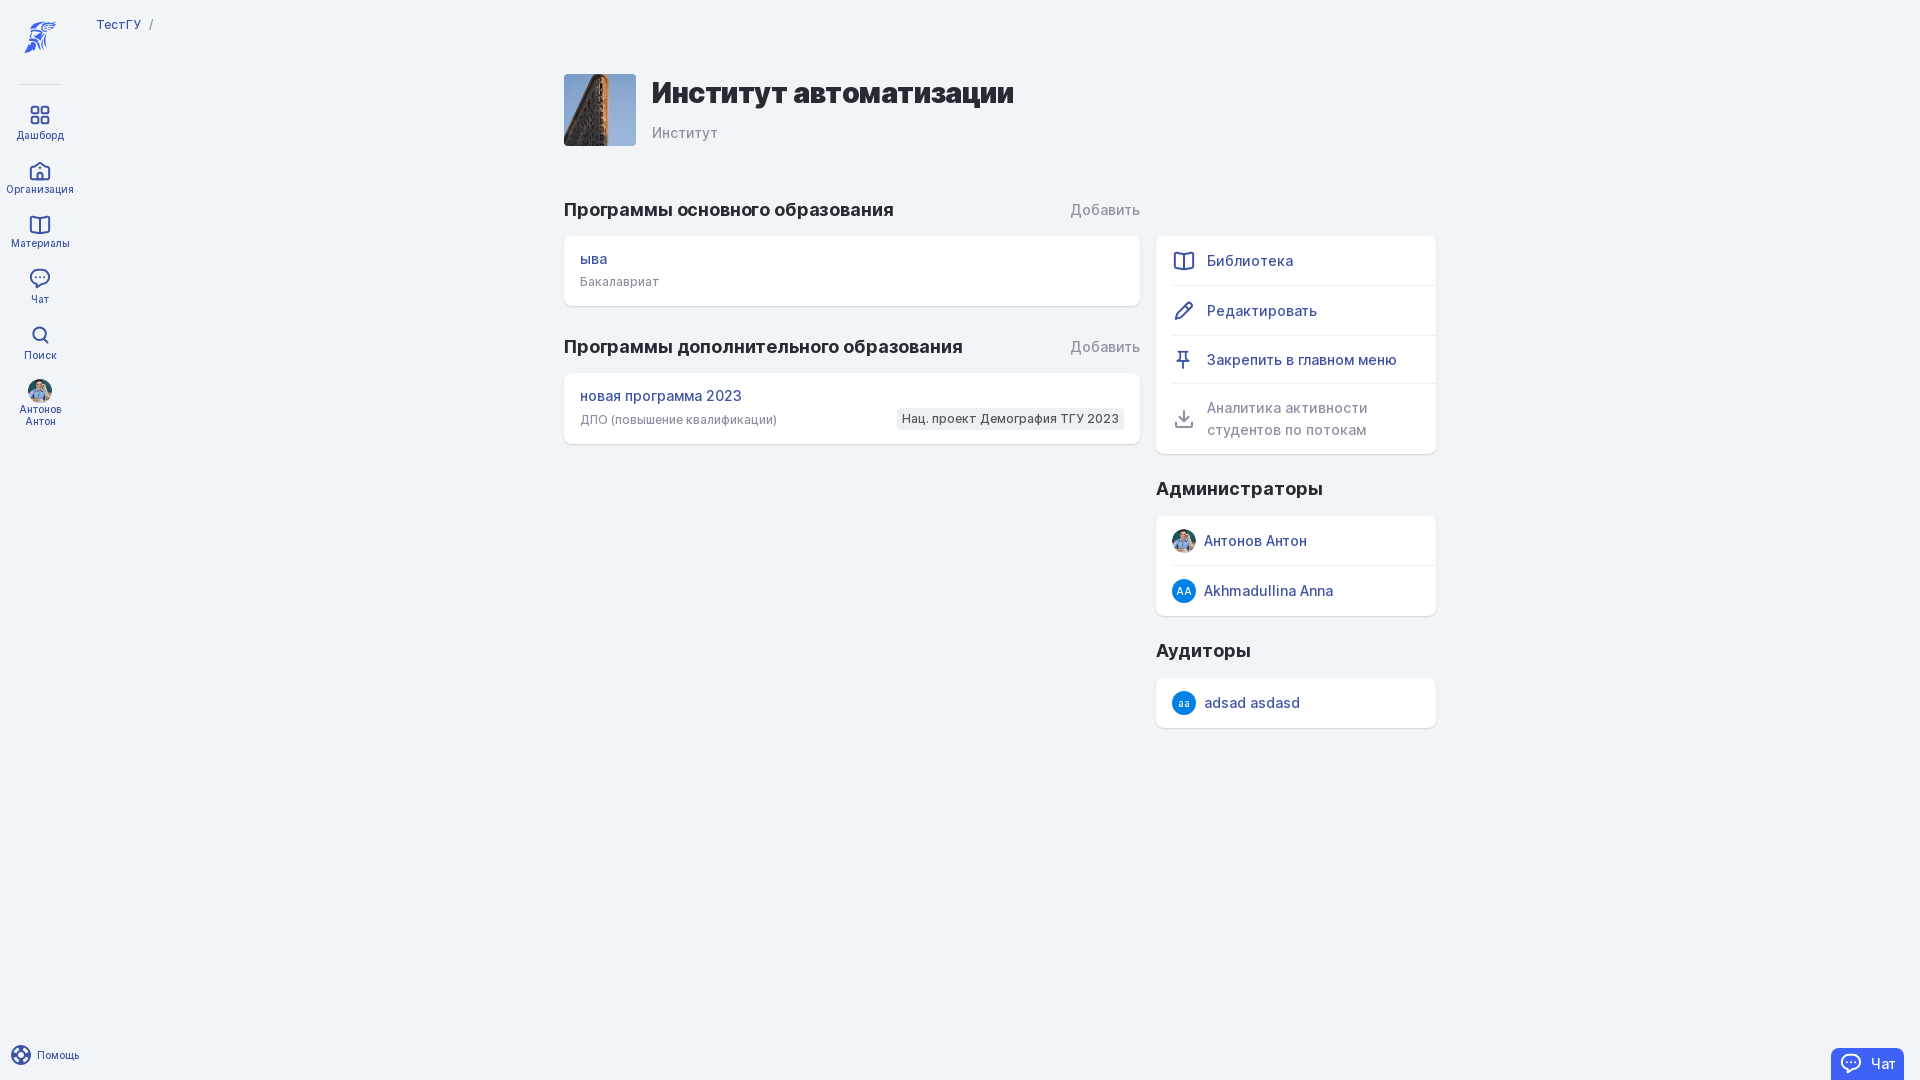 ТестГУ /
Дашборд
Организация
Материалы
Чат
Поиск
Антонов
Антон
Помощь
Институт автоматизации
Институт
Программы основного образования
Добавить
ыва
Бакалавриат
Программы дополнительного образования
Добавить
новая программа 2023
ДПО (повышение квалификации)
Нац. проект Демография ТГУ 2023
Библиотека
Редактировать
Закрепить в главном меню
Аналитика активности
студентов по потокам
Администраторы
Антонов Антон
AA
Akhmadullina Anna
Аудиторы
aa
adsad asdasd
Чат